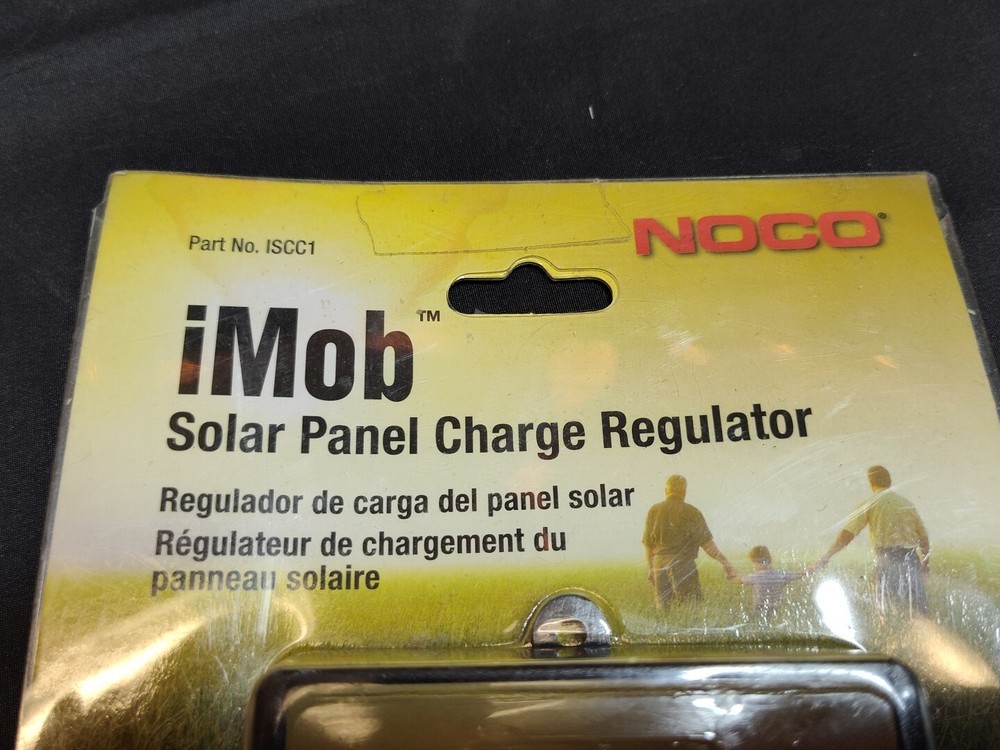 Part No. ISCC1
NOCO®
iMob™
Solar Panel Charge Regulator
Regulador de carga del panel solar
Régulateur de chargement du
panneau solaire